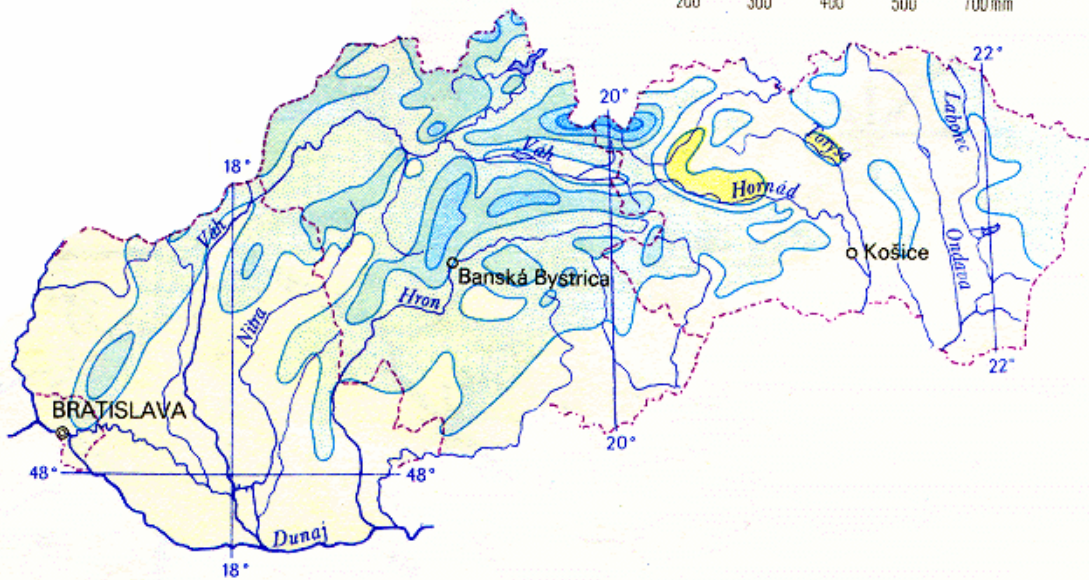 200 300 400 500 700 mm
22°
20°
Laborec
Torysa
Váh
18°
Hornád
Váh
Košice
Ondava
Banská Bystrica
Hron
Nitra
22°
BRATISLAVA
20°
48°
48°
Dunaj
18°